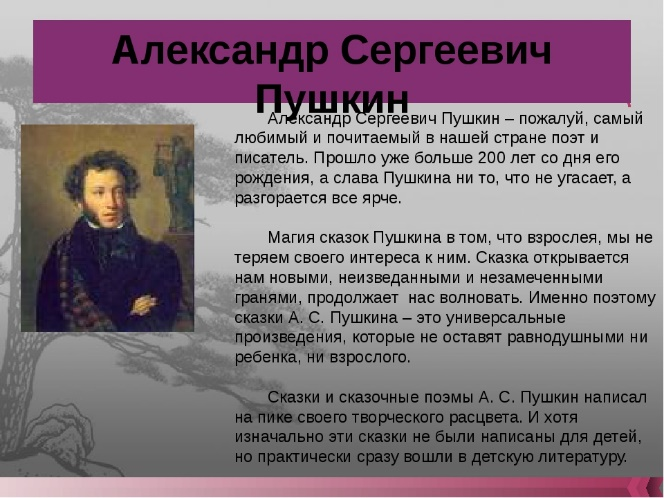 Александр Сергеевич
Пушкин
Александр Сергеевич Пушкин – пожалуй, самый
любимый и почитаемый в нашей стране поэт и
писатель. Прошло уже больше 200 лет со дня его
рождения, а слава Пушкина ни то, что не угасает, а
разгорается все ярче.
Магия сказок Пушкина в том, что взрослея, мы не
теряем своего интереса к ним. Сказка открывается
нам новыми, неизведанными и незамеченными
гранями, продолжает нас волновать. Именно поэтому
сказки А. С. Пушкина – это универсальные
произведения, которые не оставят равнодушными ни
ребенка, ни взрослого.
Сказки и сказочные поэмы А. С. Пушкин написал
на пике своего творческого расцвета. И хотя
изначально эти сказки не были написаны для детей,
но практически сразу вошли в детскую литературу.